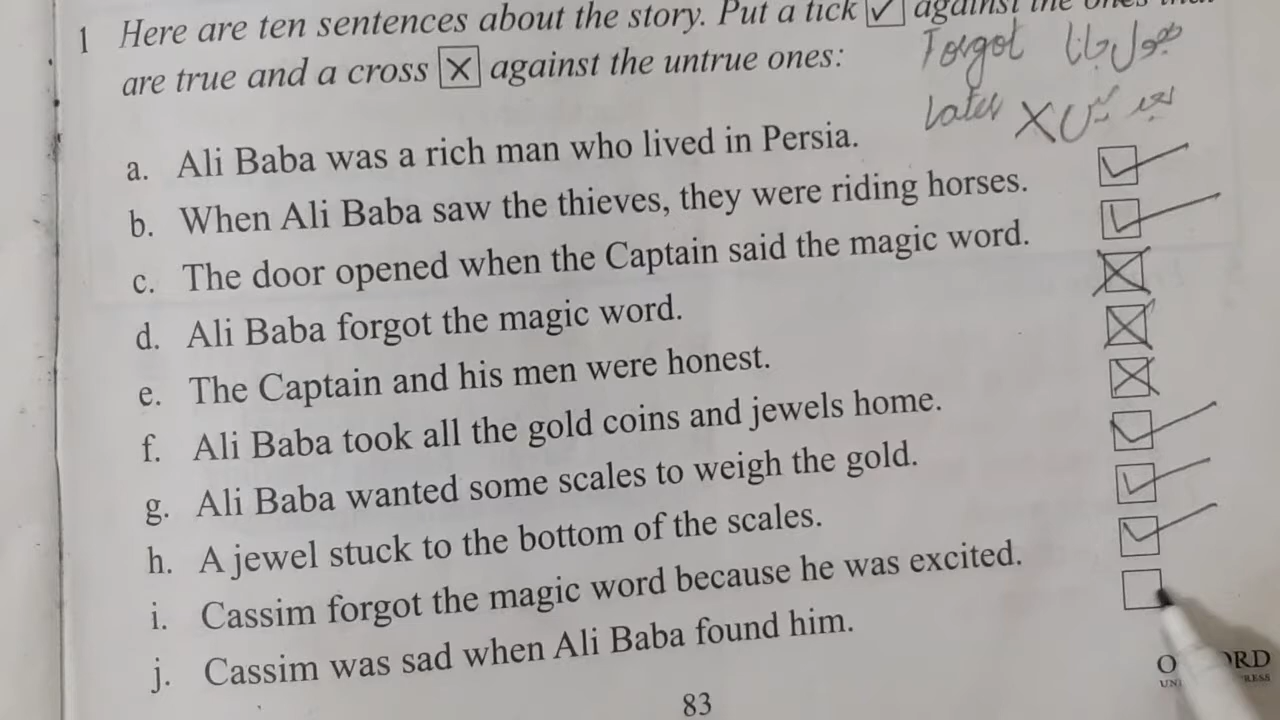 1 Here are ten sentences about the story. Put a tick ✓ against the ones that
are true and a cross X against the untrue ones:
Forgot بھول جانا
Later بعد میں X
a. Ali Baba was a rich man who lived in Persia.
b. When Ali Baba saw the thieves, they were riding horses. ✓
c. The door opened when the Captain said the magic word. ✓
d. Ali Baba forgot the magic word. X
e. The Captain and his men were honest. X
f. Ali Baba took all the gold coins and jewels home. X
g. Ali Baba wanted some scales to weigh the gold. ✓
h. A jewel stuck to the bottom of the scales. ✓
i. Cassim forgot the magic word because he was excited. ✓
j. Cassim was sad when Ali Baba found him.
83